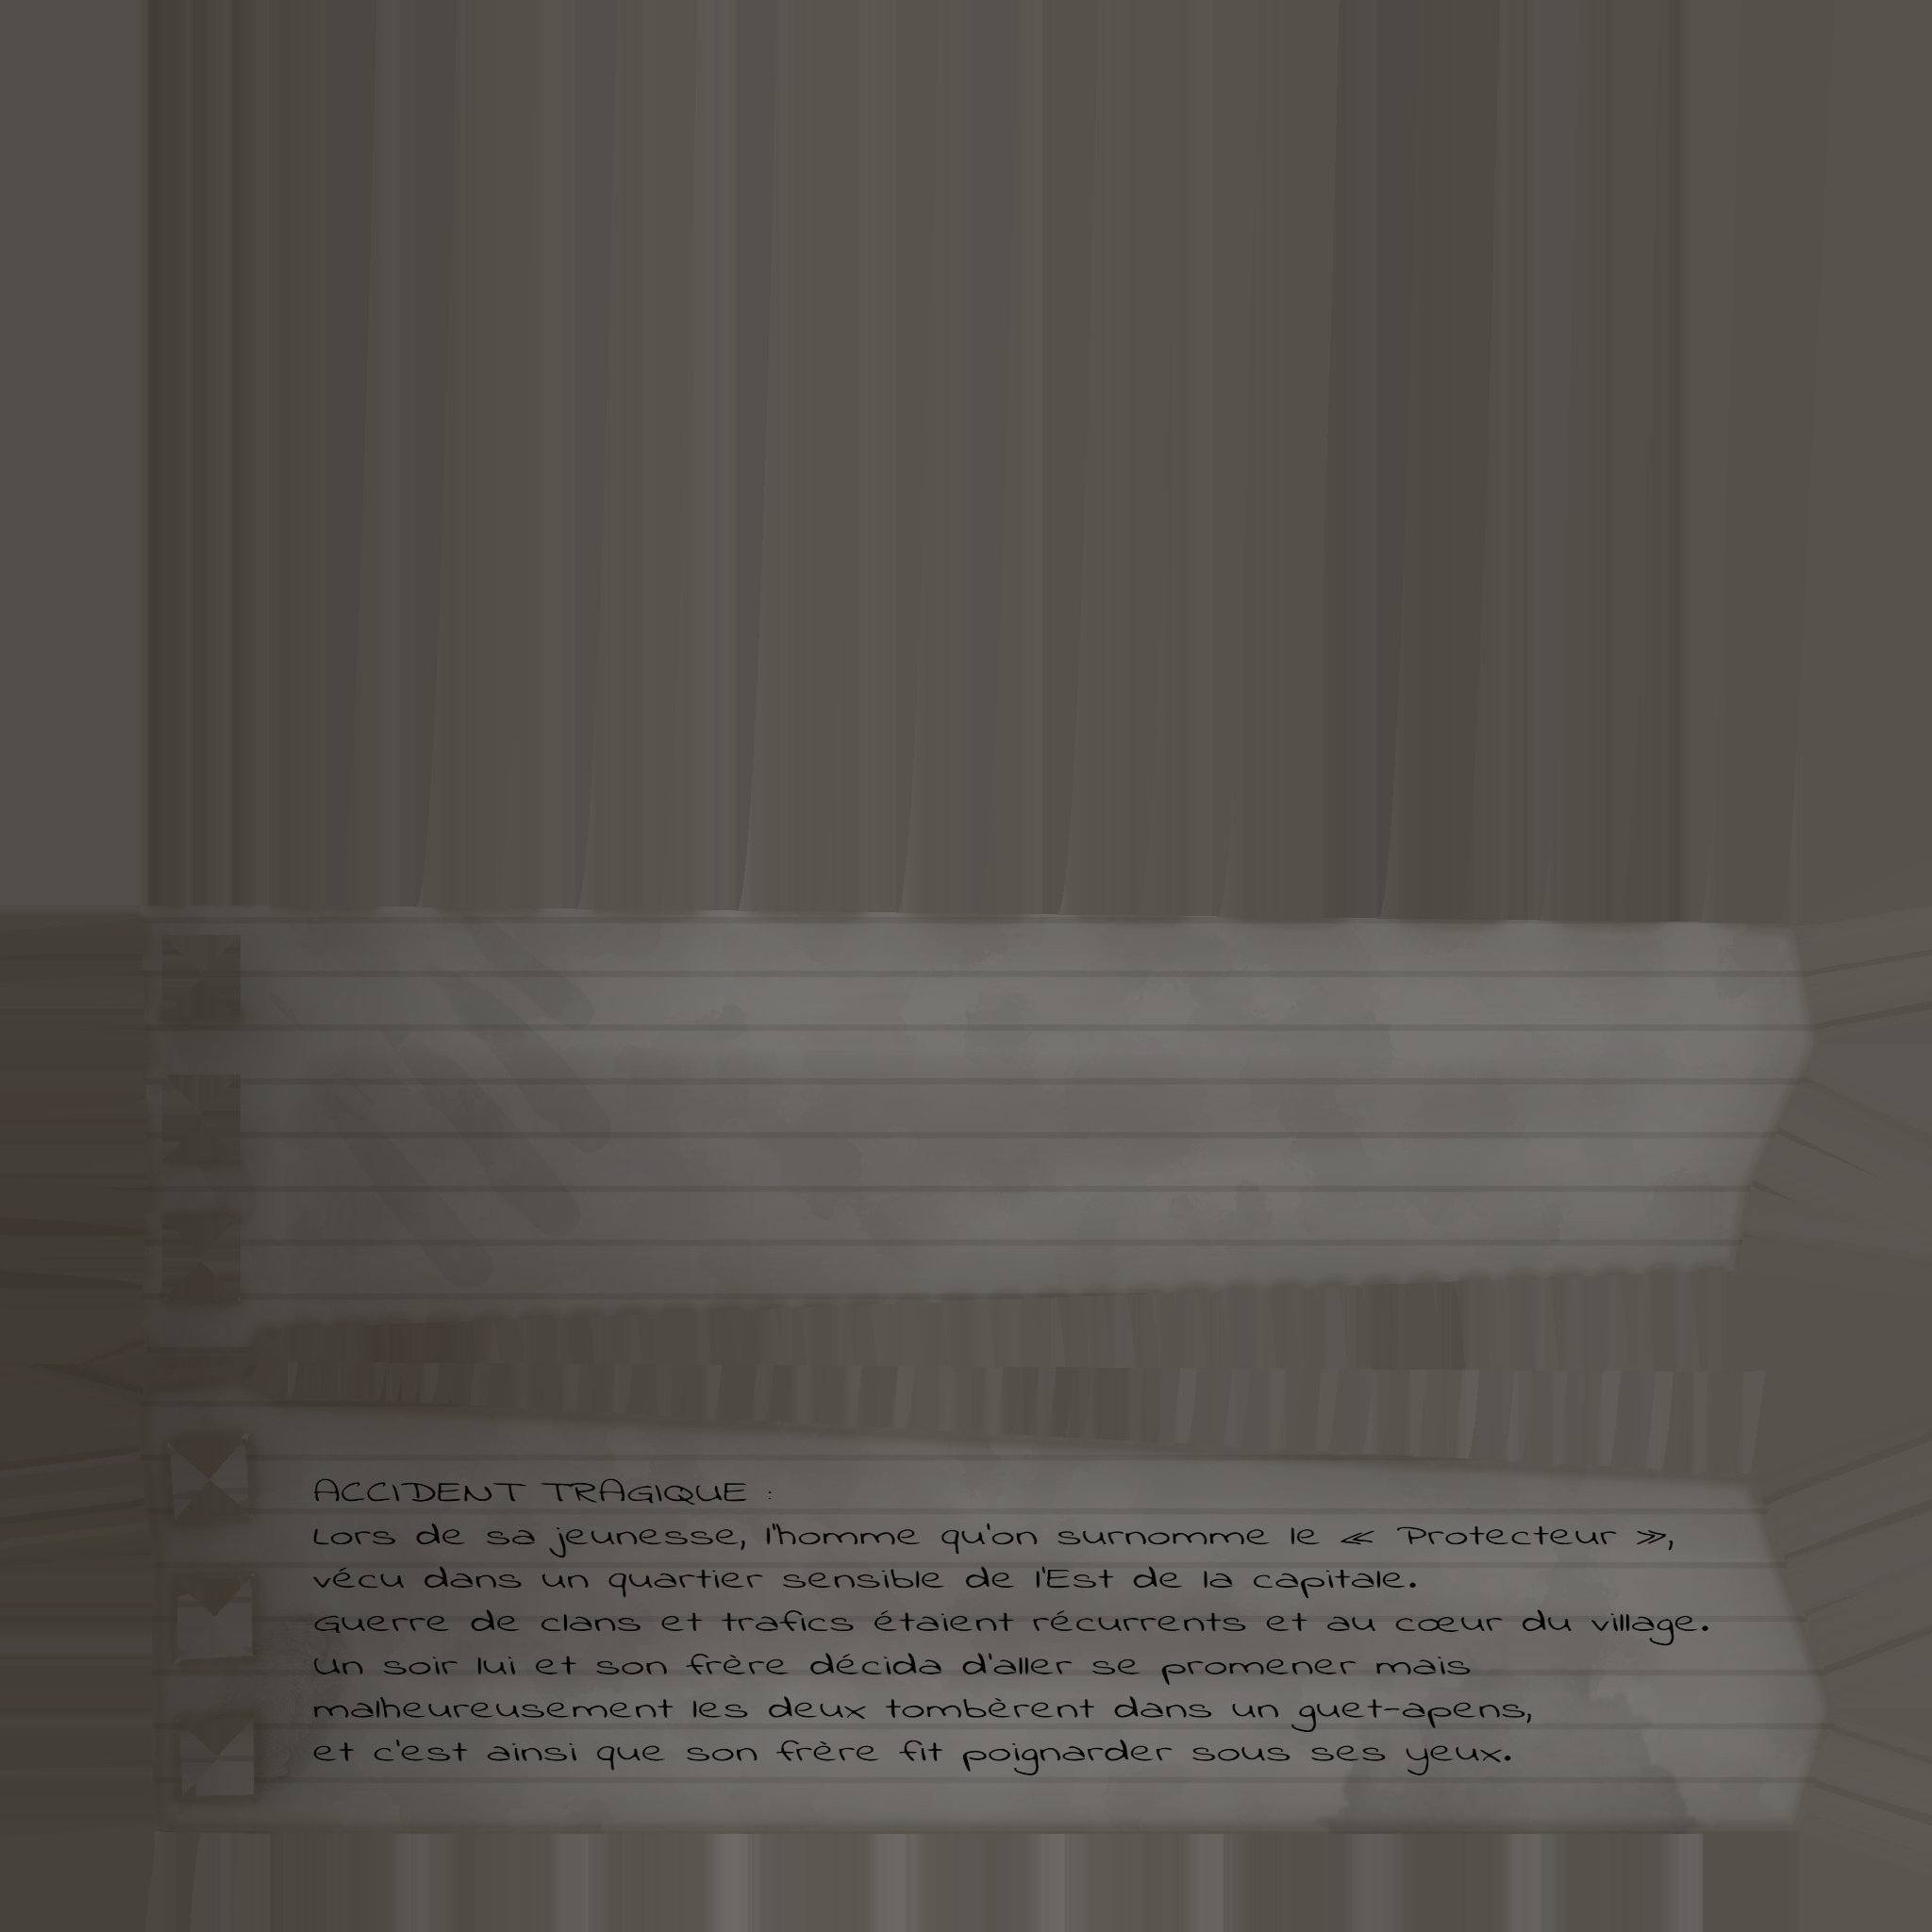 ACCIDENT TRAGIQUE :
Lors de sa jeunesse, l'homme qu'on surnomme le « Protecteur »,
vécu dans un quartier sensible de l'Est de la capitale.
Guerre de clans et trafics étaient récurrents et au cœur du village.
Un soir lui et son frère décida d'aller se promener mais
malheureusement les deux tombèrent dans un guet-apens,
et c'est ainsi que son frère fit poignarder sous ses yeux.